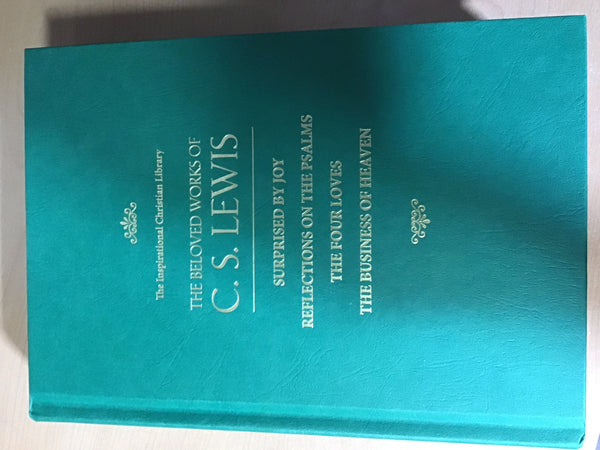 The Inspirational Christian Library
THE BELOVED WORKS OF
C. S. LEWIS
SURPRISED BY JOY
REFLECTIONS ON THE PSALMS
THE FOUR LOVES
THE BUSINESS OF HEAVEN